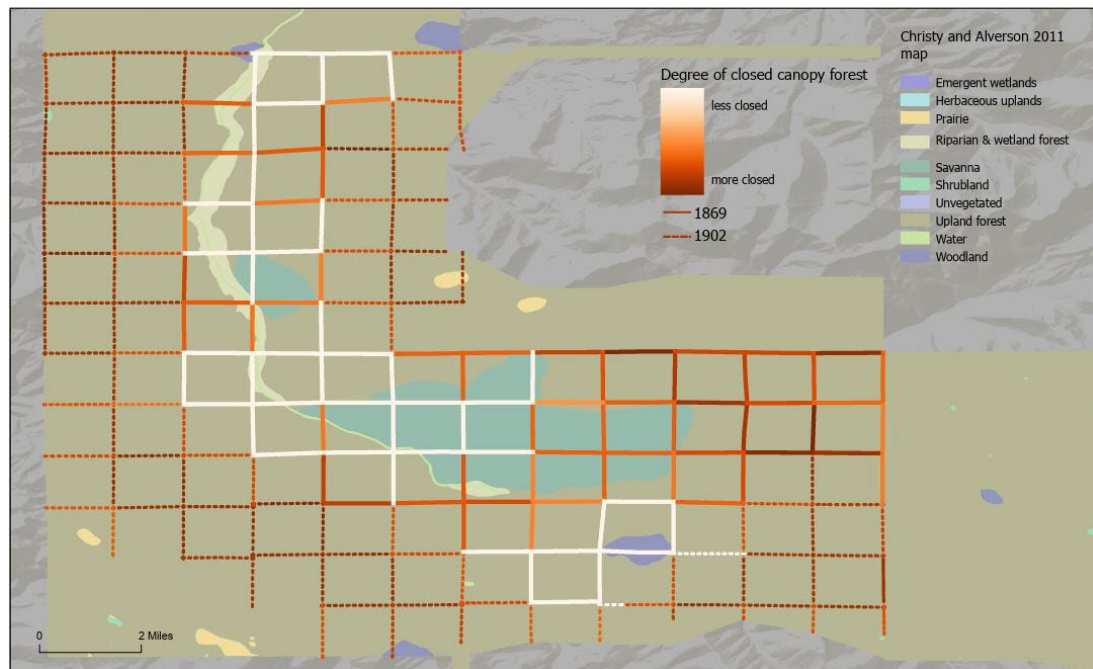 Christy and Alverson 2011
map
Emergent wetlands
Herbaceous uplands
Prairie
Riparian & wetland forest
Savanna
Shrubland
Unvegetated
Upland forest
Water
Woodland
Degree of closed canopy forest
less closed
more closed
1869
1902
0 2 Miles